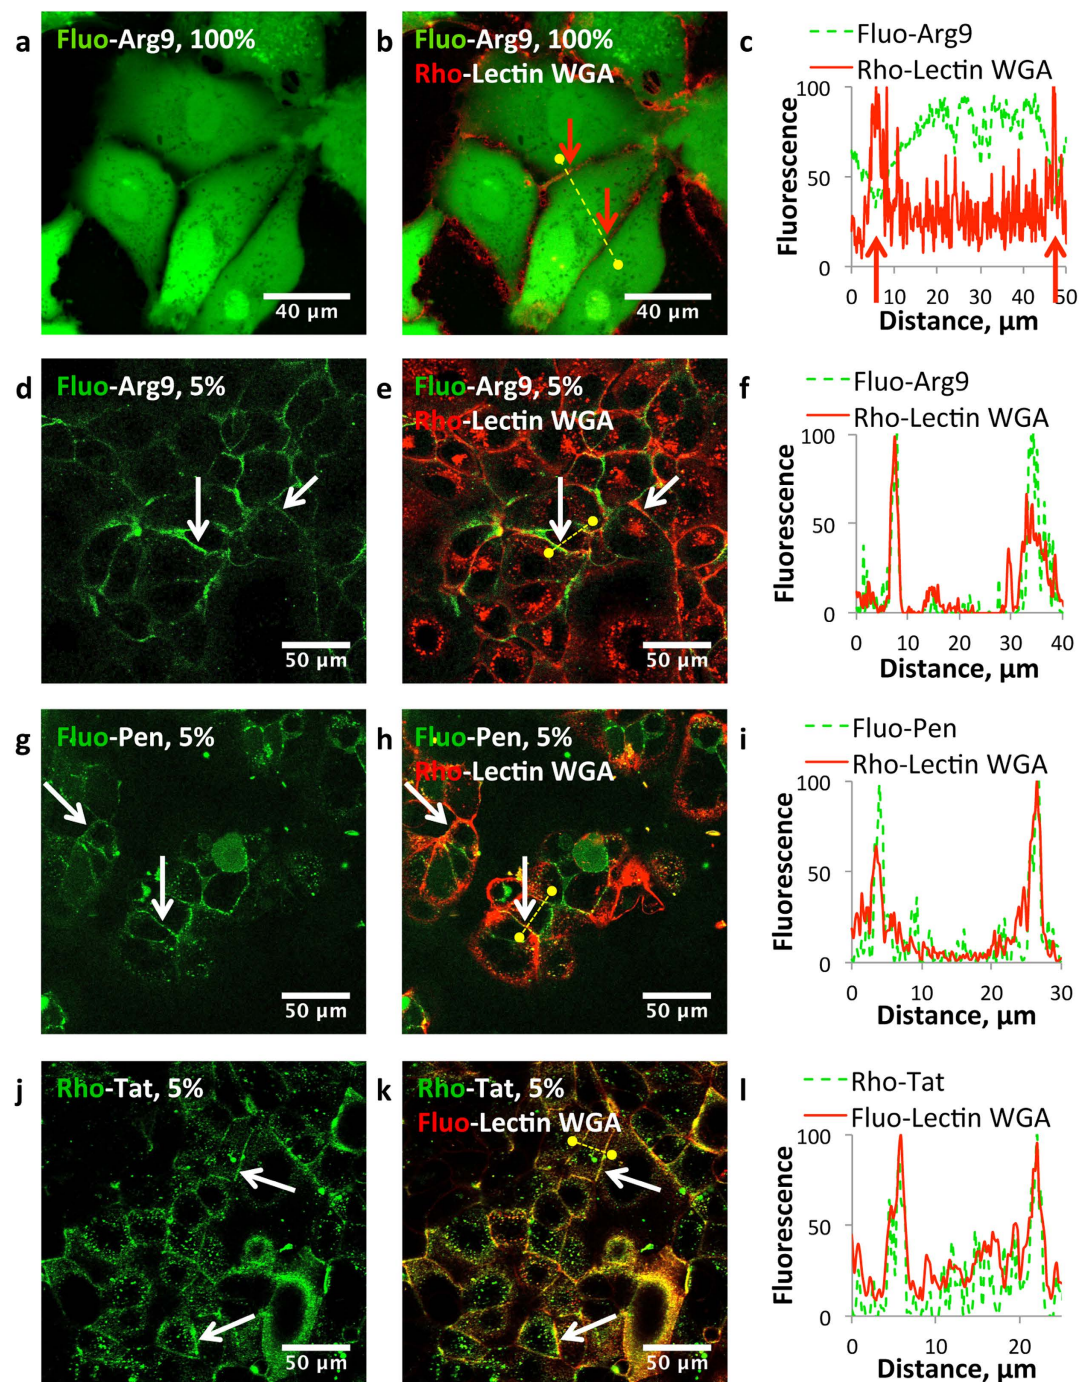 a
Fluo-Arg9, 100%
40 µm
b
Fluo-Arg9, 100%
Rho-Lectin WGA
40 µm
c
Fluo-Arg9
Rho-Lectin WGA
Fluorescence
100
50
0
0 10 20 30 40 50
Distance, µm
d
Fluo-Arg9, 5%
50 µm
e
Fluo-Arg9, 5%
Rho-Lectin WGA
50 µm
f
Fluo-Arg9
Rho-Lectin WGA
Fluorescence
100
50
0
0 10 20 30 40
Distance, µm
g
Fluo-Pen, 5%
50 µm
h
Fluo-Pen, 5%
Rho-Lectin WGA
50 µm
i
Fluo-Pen
Rho-Lectin WGA
Fluorescence
100
50
0
0 10 20 30
Distance, µm
j
Rho-Tat, 5%
50 µm
k
Rho-Tat, 5%
Fluo-Lectin WGA
50 µm
l
Rho-Tat
Fluo-Lectin WGA
Fluorescence
100
50
0
0 10 20
Distance, µm